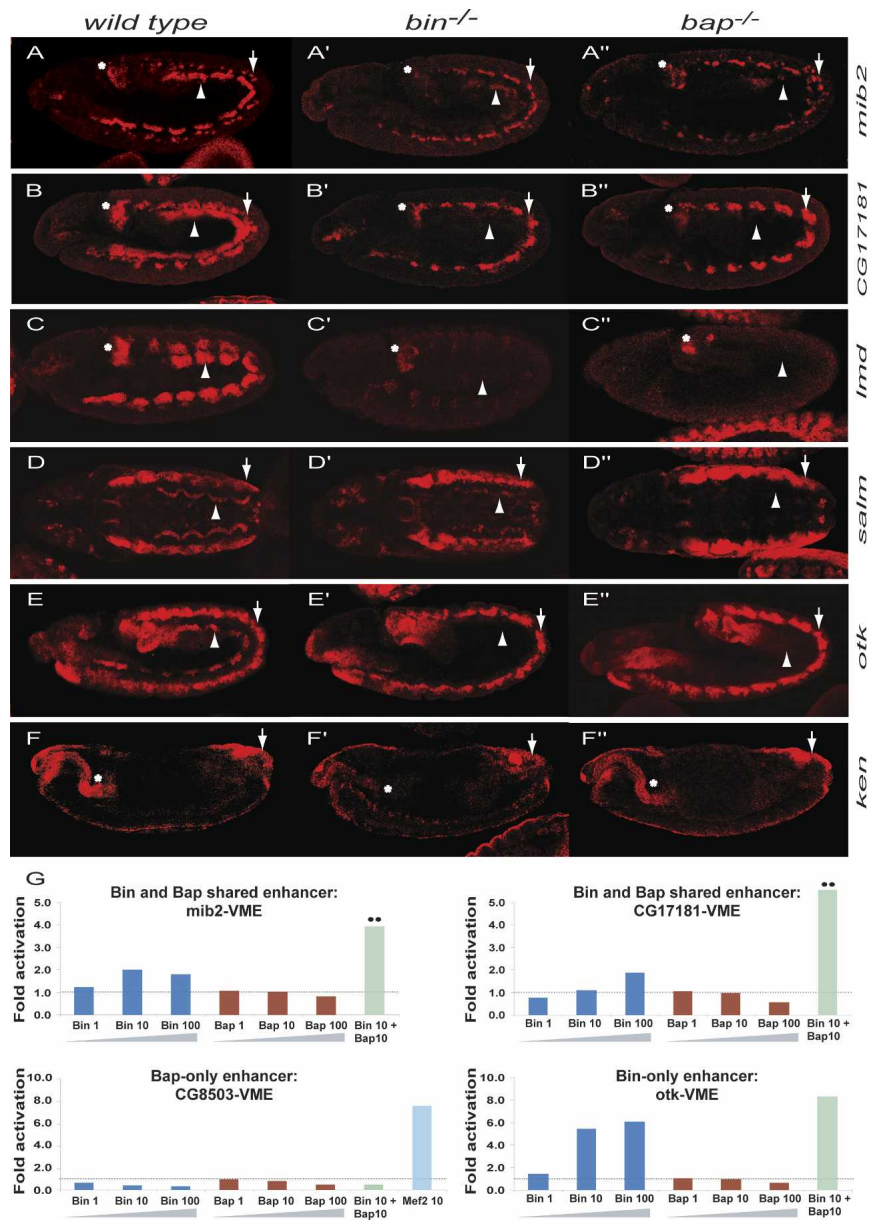 wild type bin-/- bap-/-
A A' A" mib2
B B' B" CG17181
C C' C" lmd
D D' D" salm
E E' E" otk
F F' F" ken
G
Bin and Bap shared enhancer:
mib2-VME
Fold activation
5.0
4.0
3.0
2.0
1.0
0.0
Bin 1 Bin 10 Bin 100 Bap 1 Bap 10 Bap 100 Bin 10 +
Bap10
Bin and Bap shared enhancer:
CG17181-VME
Fold activation
5.0
4.0
3.0
2.0
1.0
0.0
Bin 1 Bin 10 Bin 100 Bap 1 Bap 10 Bap 100 Bin 10 +
Bap10
Bap-only enhancer:
CG8503-VME
Fold activation
10.0
8.0
6.0
4.0
2.0
0.0
Bin 1 Bin 10 Bin 100 Bap 1 Bap 10 Bap 100 Bin 10 + Mef2 10
Bap10
Bin-only enhancer:
otk-VME
Fold activation
10.0
8.0
6.0
4.0
2.0
0.0
Bin 1 Bin 10 Bin 100 Bap 1 Bap 10 Bap 100 Bin 10 +
Bap10